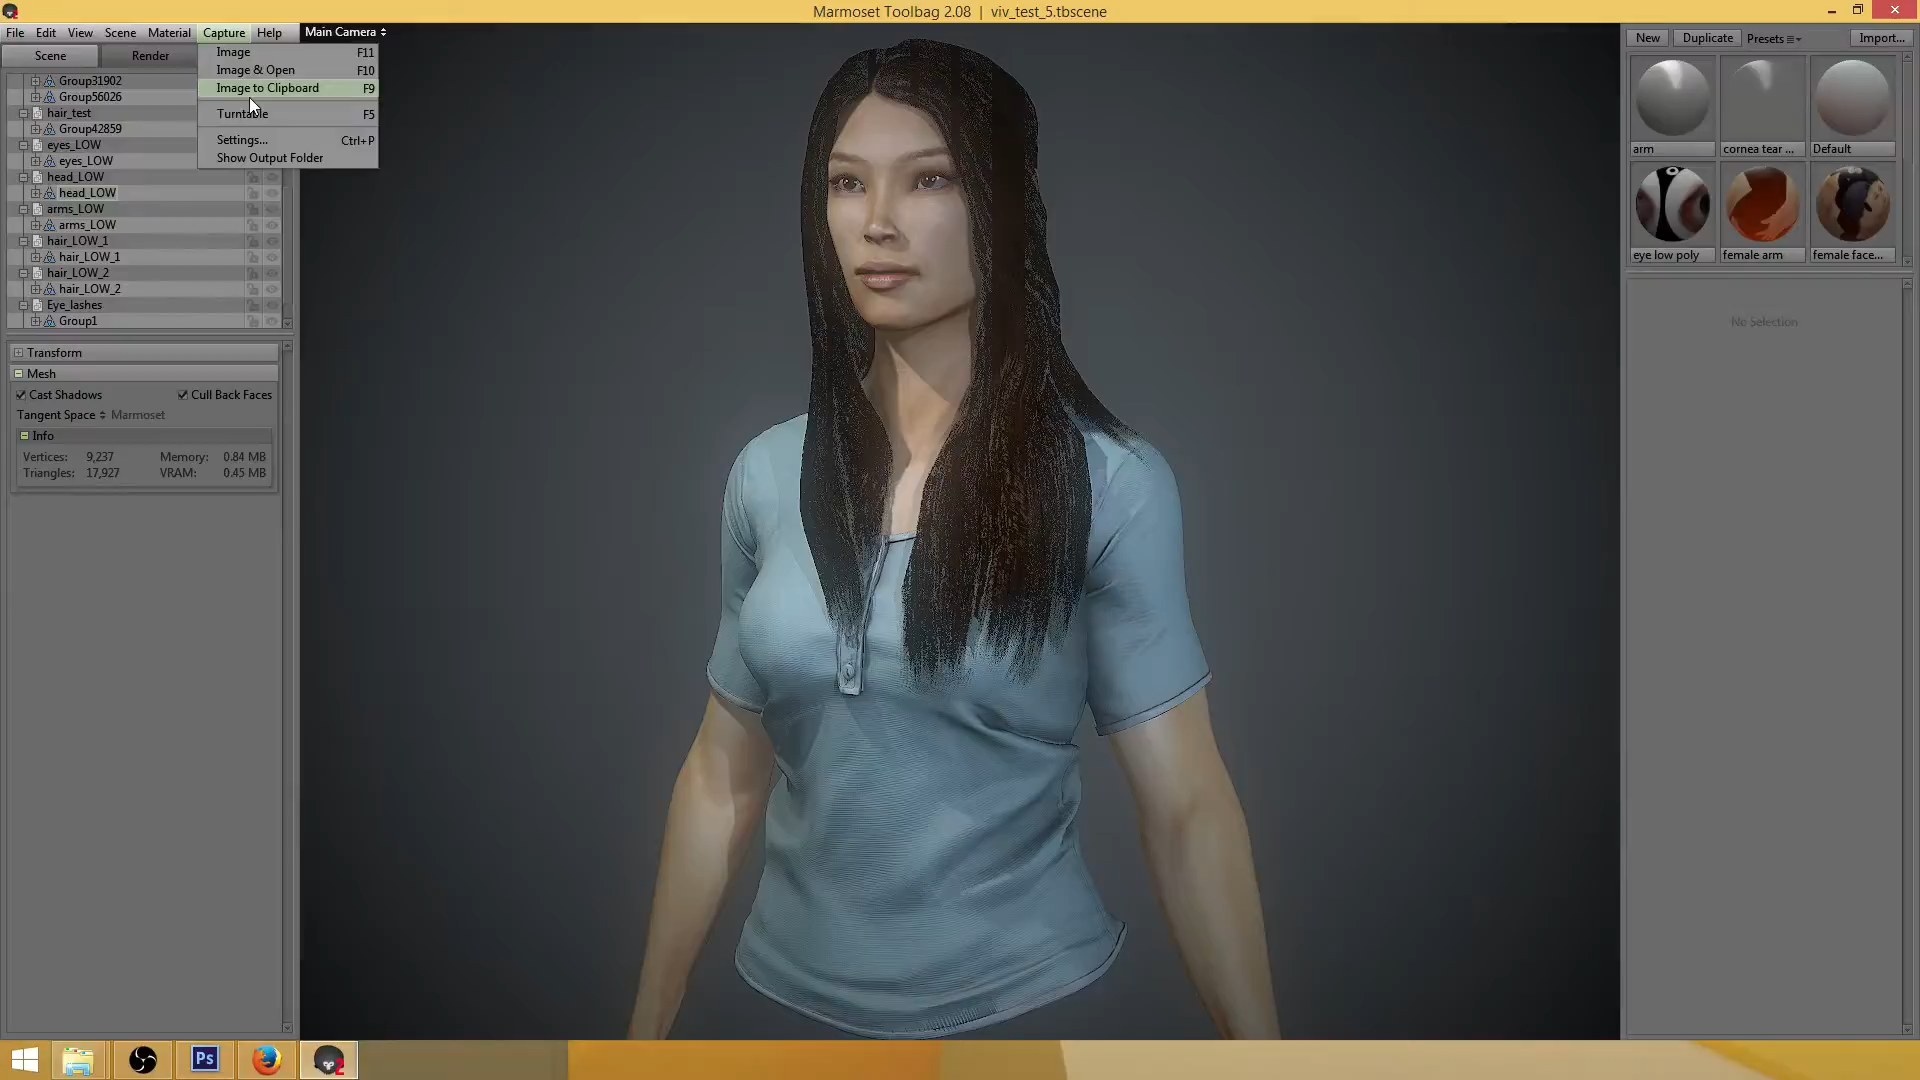 Marmoset Toolbag 2.08 | viv_test_5.tbscene
File Edit View Scene Material Capture Help Main Camera
Scene Render
Image F11
Image & Open F10
Image to Clipboard F9
Turntable F5
Settings... Ctrl+P
Show Output Folder
Group31902
Group56026
hair_test
Group42859
eyes_LOW
eyes_LOW
head_LOW
head_LOW
arms_LOW
arms_LOW
hair_LOW_1
hair_LOW_1
hair_LOW_2
hair_LOW_2
Eye_lashes
Group1
Transform
Mesh
Cast Shadows Cull Back Faces
Tangent Space Marmoset
Info
Vertices: 9,237 Memory: 0.84 MB
Triangles: 17,927 VRAM: 0.45 MB
New Duplicate Presets Import...
arm cornea tear ... Default
eye low poly female arm female face...
No Selection
Ps
2